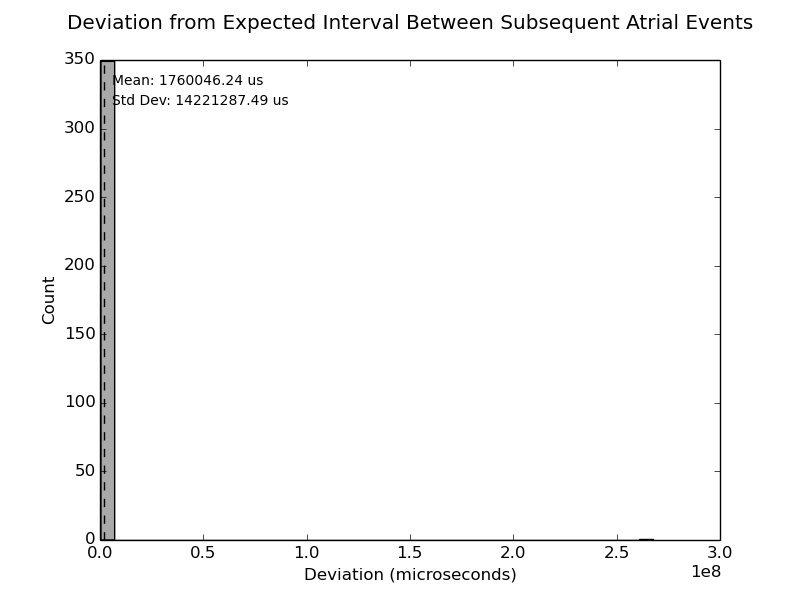 Deviation from Expected Interval Between Subsequent Atrial Events
350
Mean: 1760046.24 us
Std Dev: 14221287.49 us
300
250
200
150
100
50
0
Count
0.0 0.5 1.0 1.5 2.0 2.5 3.0
1e8
Deviation (microseconds)